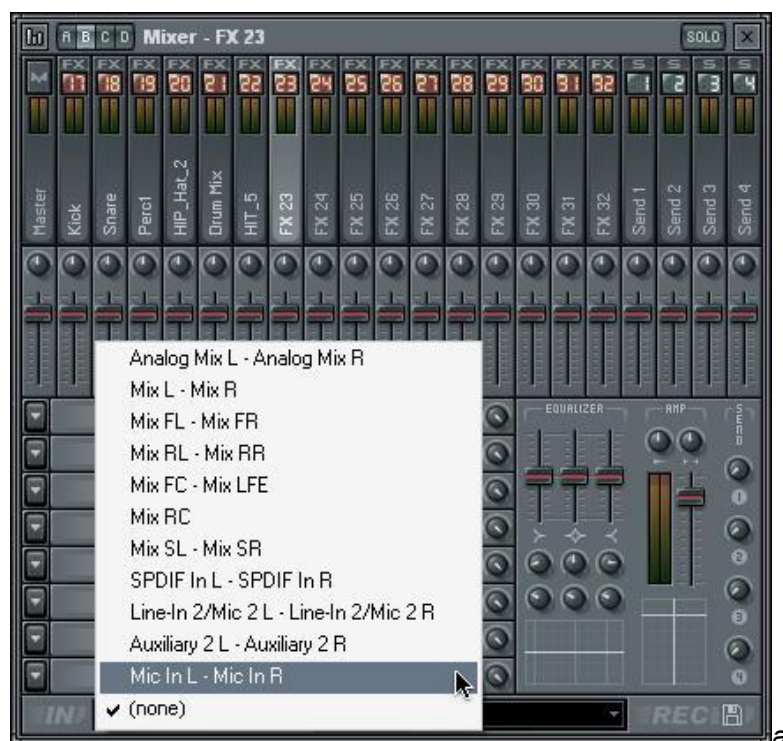 A B C D Mixer - FX 23 SOLO
FX FX FX FX FX FX FX FX FX FX FX FX FX FX FX FX S S S S
17 18 19 20 21 22 23 24 25 26 27 28 29 30 31 32 1 2 3 4
Master
Kick
Snare
Perc1
HIP_Hat_2
Drum Mix
HIT_5
FX 23
FX 24
FX 25
FX 26
FX 27
FX 28
FX 29
FX 30
FX 31
FX 32
Send 1
Send 2
Send 3
Send 4
Analog Mix L - Analog Mix R
Mix L - Mix R
Mix FL - Mix FR
Mix RL - Mix RR
Mix FC - Mix LFE
Mix RC
Mix SL - Mix SR
SPDIF In L - SPDIF In R
Line-In 2/Mic 2 L - Line-In 2/Mic 2 R
Auxiliary 2 L - Auxiliary 2 R
Mic In L - Mic In R
(none)
EQUALIZER AMP SEND
1
2
3
4
IN REC
a